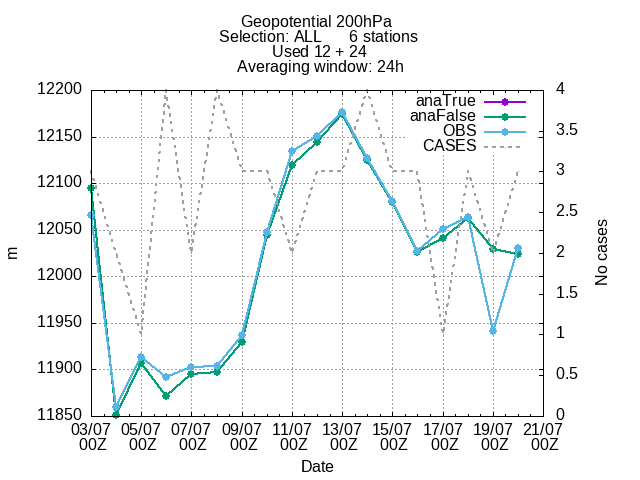 Geopotential 200hPa
Selection: ALL 6 stations
Used 12 + 24
Averaging window: 24h
12200
12150
12100
12050
12000
11950
11900
11850
m
4
3.5
3
2.5
2
1.5
1
0.5
0
No cases
anaTrue
anaFalse
OBS
CASES
03/07 05/07 07/07 09/07 11/07 13/07 15/07 17/07 19/07 21/07
00Z 00Z 00Z 00Z 00Z 00Z 00Z 00Z 00Z 00Z
Date